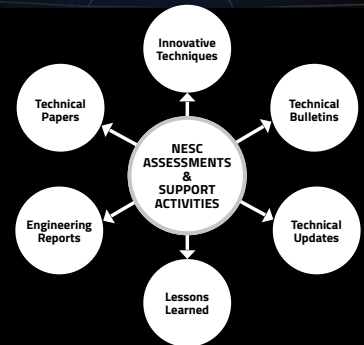 Innovative
Techniques
Technical
Papers
Technical
Bulletins
NESC
ASSESSMENTS
&
SUPPORT
ACTIVITIES
Engineering
Reports
Technical
Updates
Lessons
Learned